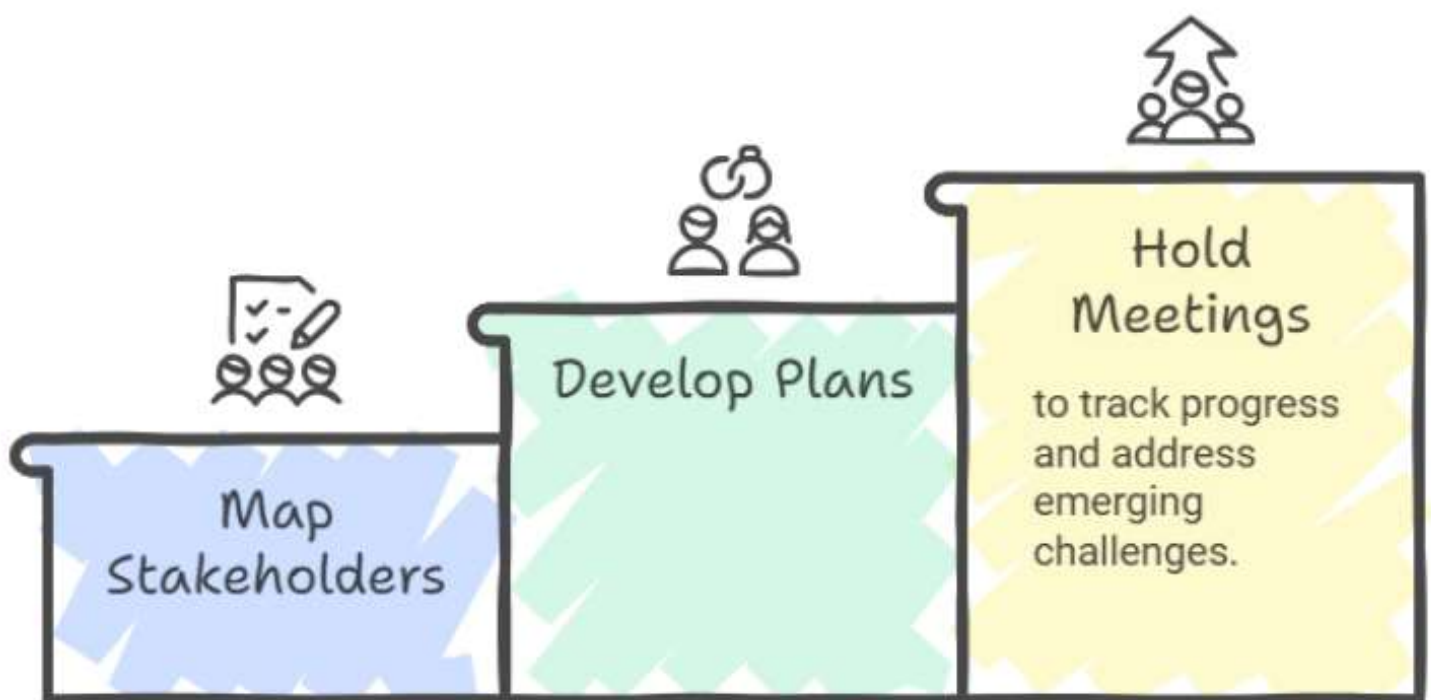 Map
Stakeholders
Develop Plans
Hold
Meetings
to track progress
and address
emerging
challenges.